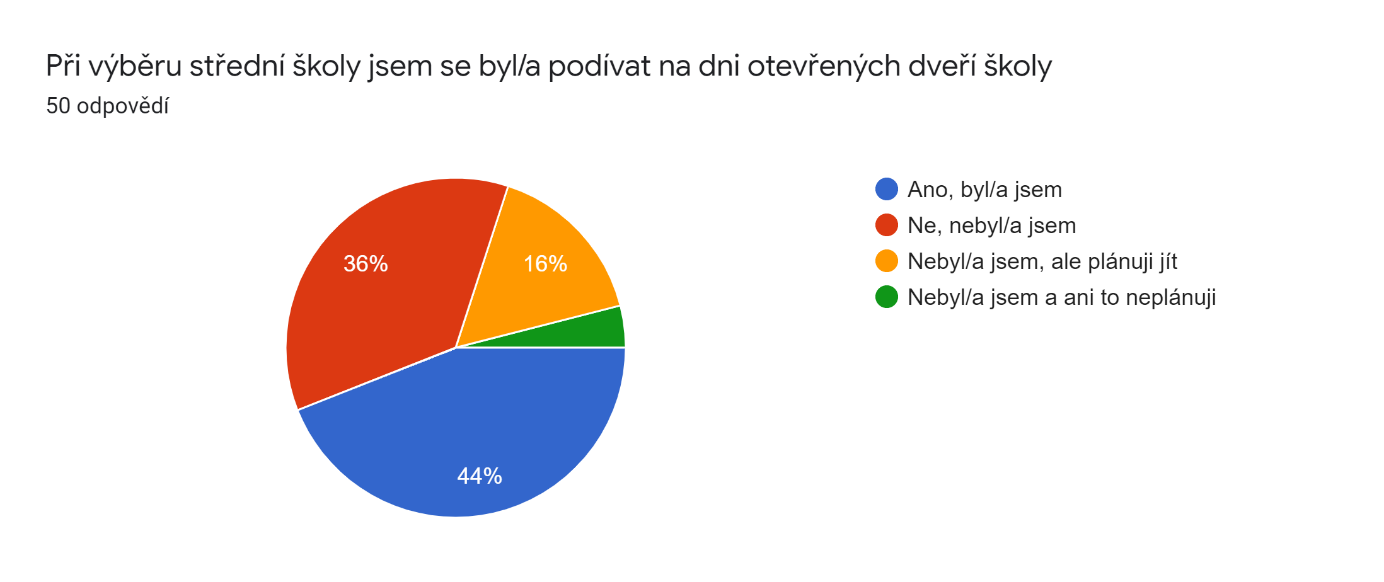 Při výběru střední školy jsem se byl/a podívat na dni otevřených dveří školy
50 odpovědí
36%
16%
44%
Ano, byl/a jsem
Ne, nebyl/a jsem
Nebyl/a jsem, ale plánuji jít
Nebyl/a jsem a ani to neplánuji